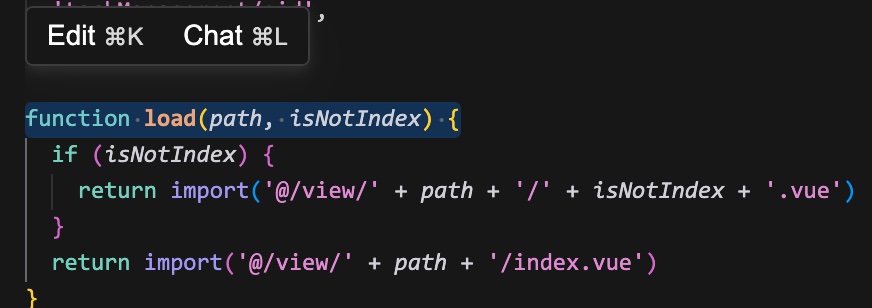 Edit ⌘K Chat ⌘L
function load(path, isNotIndex) {
if (isNotIndex) {
return import('@/view/' + path + '/' + isNotIndex + '.vue')
}
return import('@/view/' + path + '/index.vue')
}